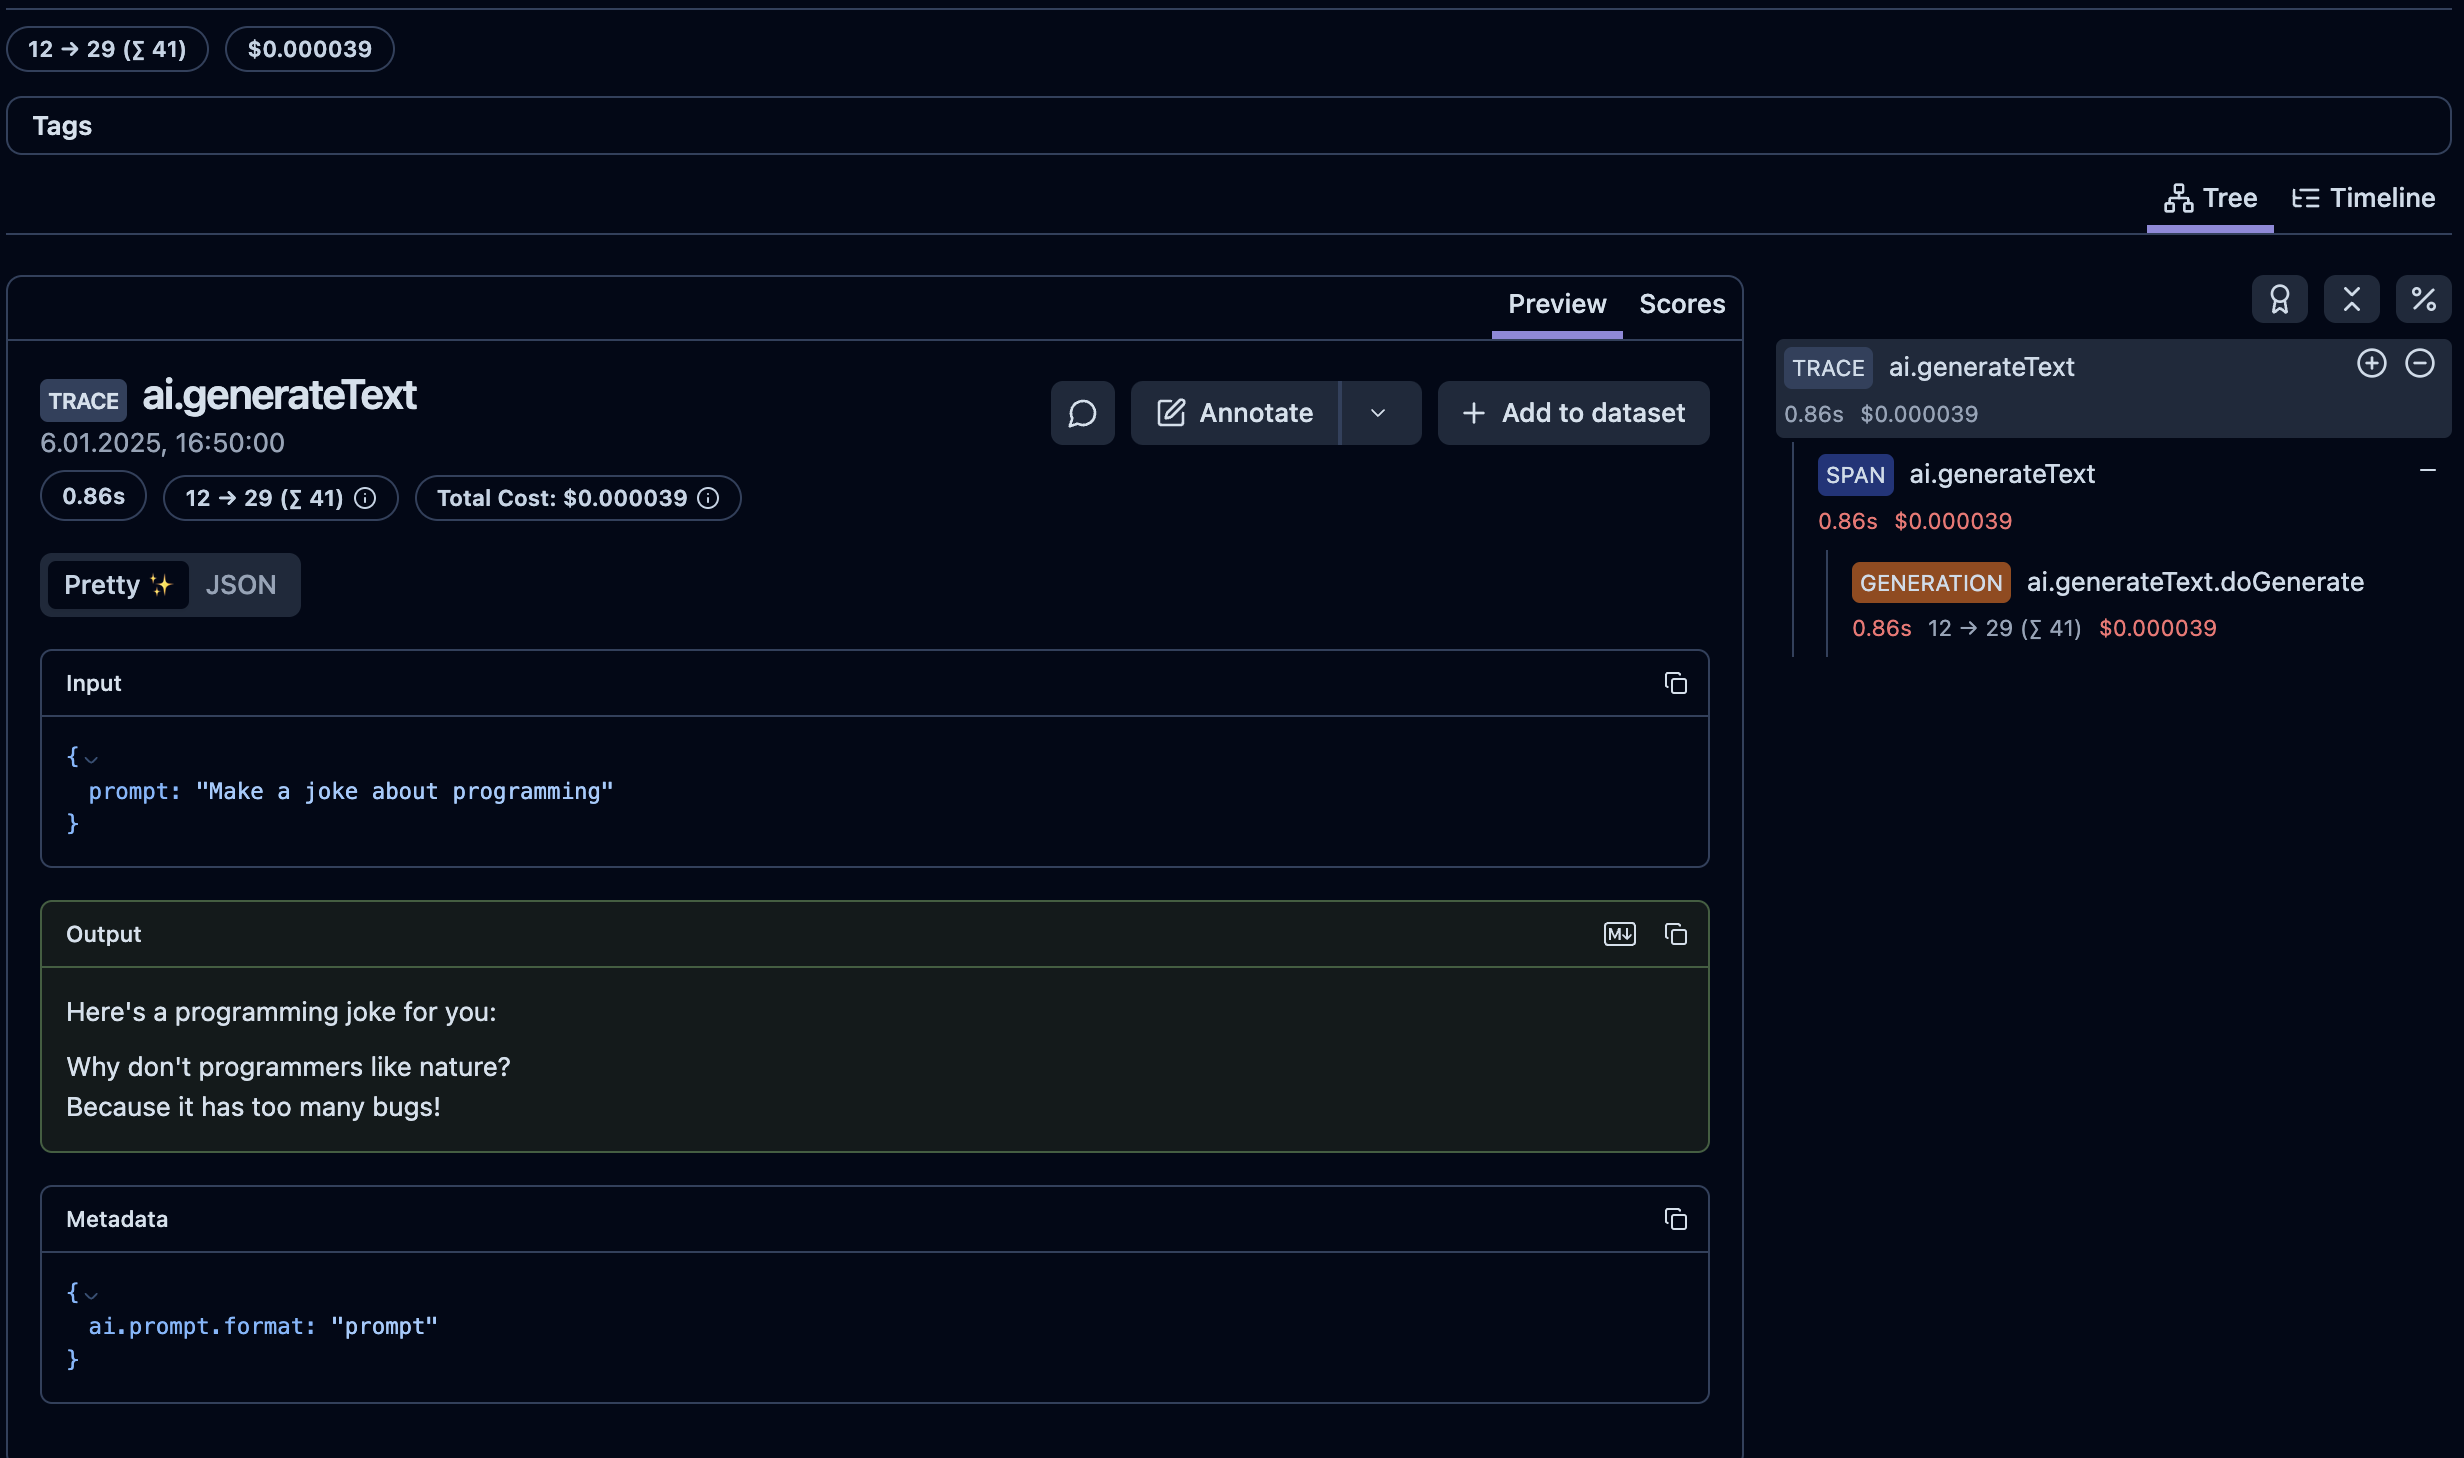 12 → 29 (∑ 41) $0.000039
Tags
Tree Timeline
Preview Scores
TRACE ai.generateText
6.01.2025, 16:50:00
Annotate Add to dataset
0.86s 12 → 29 (∑ 41) Total Cost: $0.000039
Pretty ✨ JSON
Input
{
prompt: "Make a joke about programming"
}
Output
M↓
Here's a programming joke for you:
Why don't programmers like nature?
Because it has too many bugs!
Metadata
{
ai.prompt.format: "prompt"
}
TRACE ai.generateText
0.86s $0.000039
SPAN ai.generateText
0.86s $0.000039
GENERATION ai.generateText.doGenerate
0.86s 12 → 29 (∑ 41) $0.000039